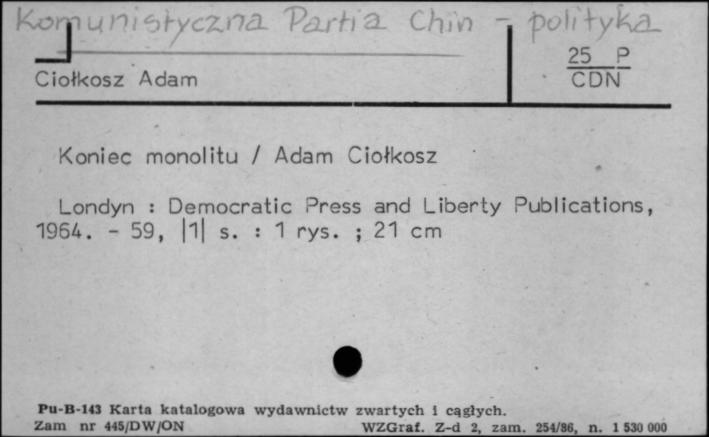 Komunistyczna Partia Chin - polityka
25 P
CDN
Ciołkosz Adam
Koniec monolitu / Adam Ciołkosz
Londyn : Democratic Press and Liberty Publications,
1964. - 59, |1| s. : 1 rys. ; 21 cm
Pu-B-143 Karta katalogowa wydawnictw zwartych i cągłych.
Zam nr 445/DW/ON WZGraf. Z-d 2, zam. 254/86, n. 1 530 000